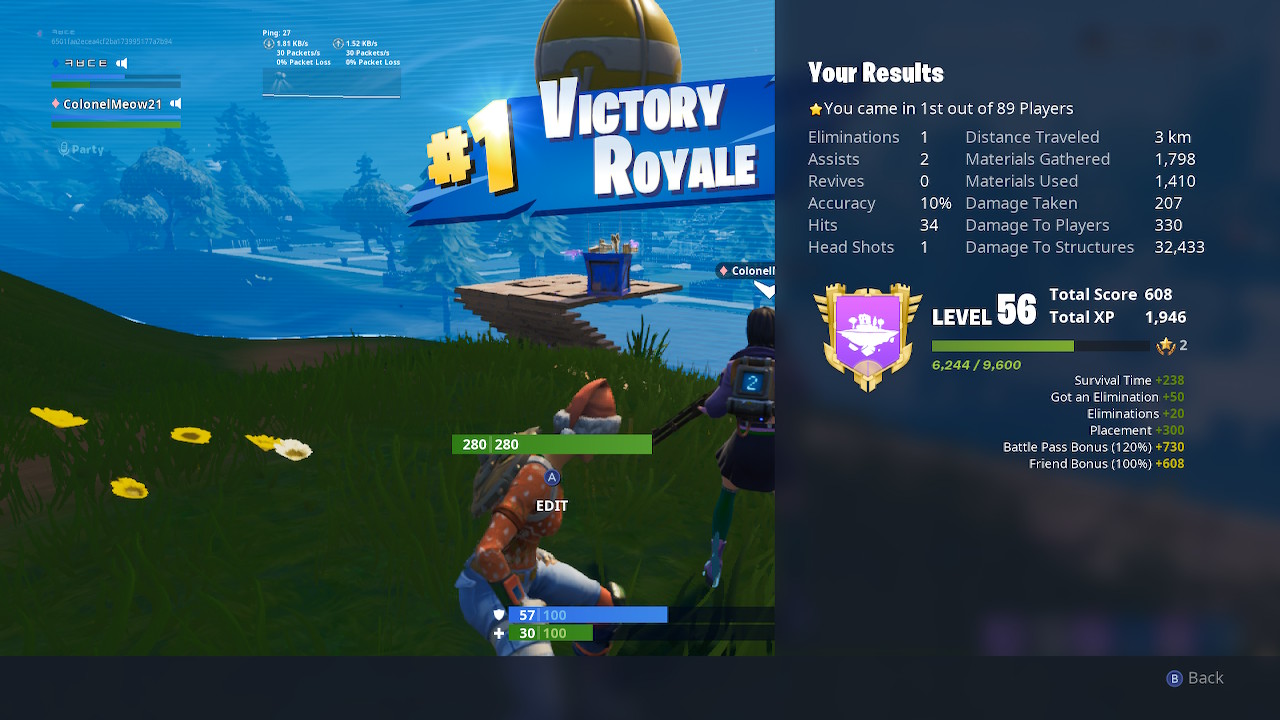 6501faa2ecea4cf2ba173995177a7b94
ㅋㅂㄷㅌ
ColonelMeow21
Party
Ping: 27
1.81 KB/s 1.52 KB/s
30 Packets/s 30 Packets/s
0% Packet Loss 0% Packet Loss
#1 VICTORY
ROYALE
ColonelM
2
280 280
A
EDIT
57 100
30 100
Your Results
You came in 1st out of 89 Players
Eliminations 1 Distance Traveled 3 km
Assists 2 Materials Gathered 1,798
Revives 0 Materials Used 1,410
Accuracy 10% Damage Taken 207
Hits 34 Damage To Players 330
Head Shots 1 Damage To Structures 32,433
LEVEL 56
Total Score 608
Total XP 1,946
2
6,244 / 9,600
Survival Time +238
Got an Elimination +50
Eliminations +20
Placement +300
Battle Pass Bonus (120%) +730
Friend Bonus (100%) +608
B Back